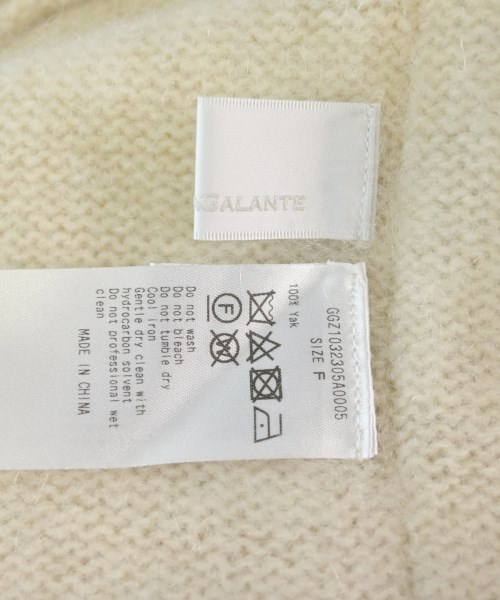 GALANTE
GGZ1032305A0005
SIZE F
100% Yak
F
W
Do not wash
Do not bleach
Do not tumble dry
Cool iron
Gentle dry clean with
hydrocarbon solvent
Do not professional wet
clean
MADE IN CHINA